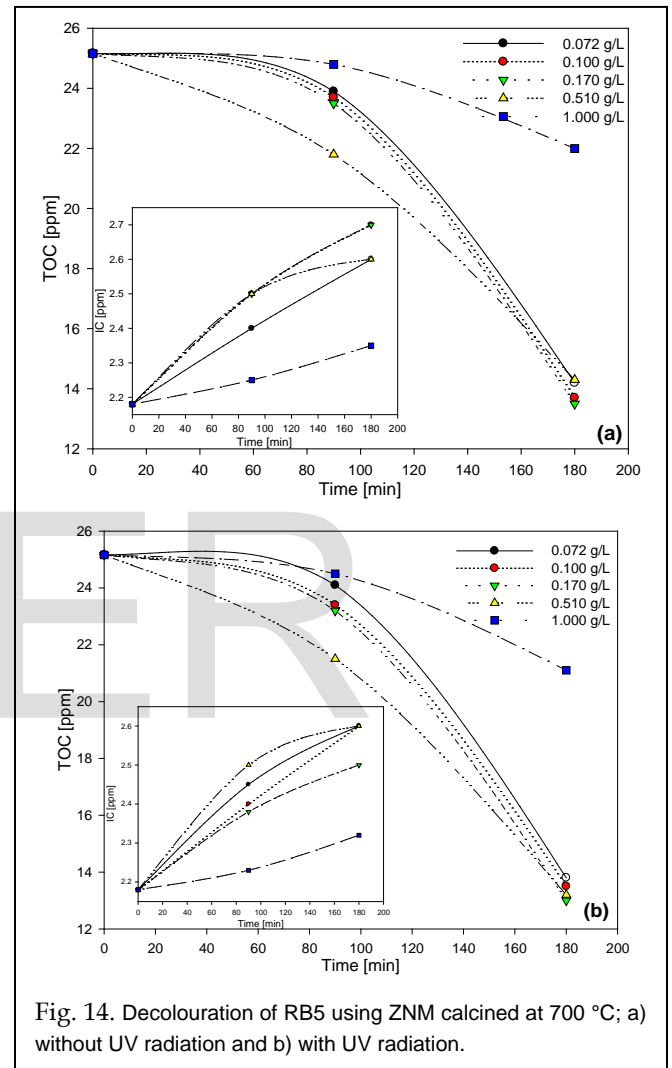 26
24
22
20
18
16
14
12
TOC [ppm]
0 20 40 60 80 100 120 140 160 180 200
Time [min]
0.072 g/L
0.100 g/L
0.170 g/L
0.510 g/L
1.000 g/L
2.7
2.6
2.5
2.4
2.3
2.2
IC [ppm]
0 20 40 60 80 100 120 140 160 180 200
Time [min]
(a)
ER
26
24
22
20
18
16
14
12
TOC [ppm]
0 20 40 60 80 100 120 140 160 180 200
Time [min]
0.072 g/L
0.100 g/L
0.170 g/L
0.510 g/L
1.000 g/L
2.6
2.5
2.4
2.3
2.2
IC [ppm]
0 20 40 60 80 100 120 140 160 180 200
Time [min]
(b)
Fig. 14. Decolouration of RB5 using ZNM calcined at 700 °C; a)
without UV radiation and b) with UV radiation.